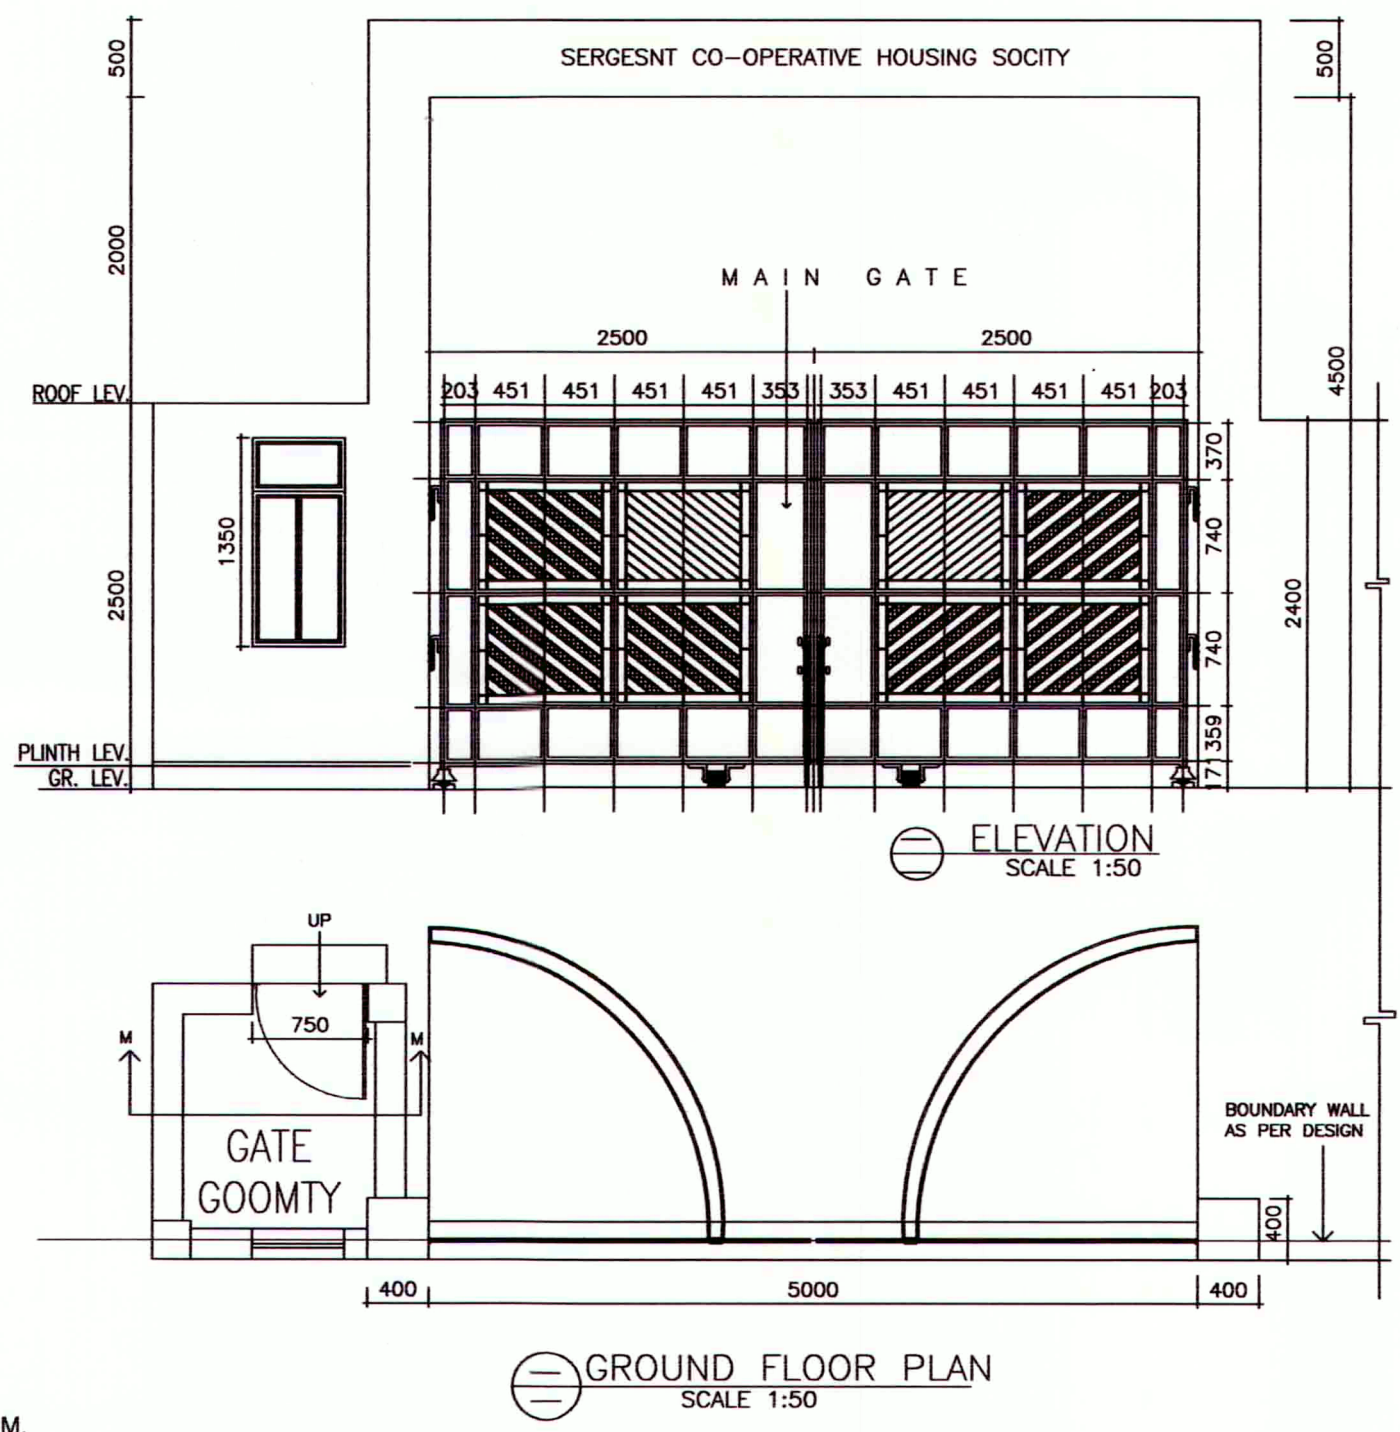 500
SERGESNT CO-OPERATIVE HOUSING SOCITY
500
2000
MAIN GATE
2500 2500
4500
ROOF LEV.
203 451 451 451 451 353 353 451 451 451 451 203
370
1350
740
2500
2400
740
359
PLINTH LEV.
GR. LEV.
171
ELEVATION
SCALE 1:50
UP
750
M M
BOUNDARY WALL
AS PER DESIGN
GATE
GOOMTY
400
400 5000 400
GROUND FLOOR PLAN
SCALE 1:50
M.